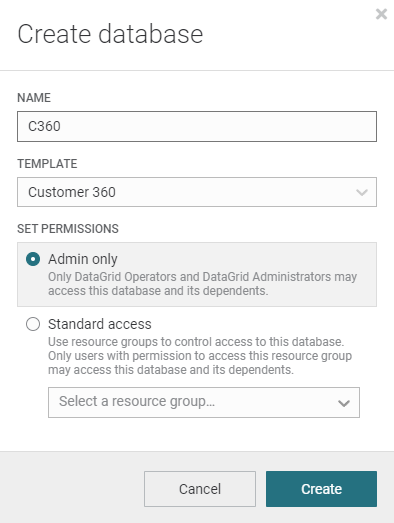 Create database
NAME
C360
TEMPLATE
Customer 360
SET PERMISSIONS
Admin only
Only DataGrid Operators and DataGrid Administrators may
access this database and its dependents.
Standard access
Use resource groups to control access to this database.
Only users with permission to access this resource group
may access this database and its dependents.
Select a resource group...
Cancel
Create